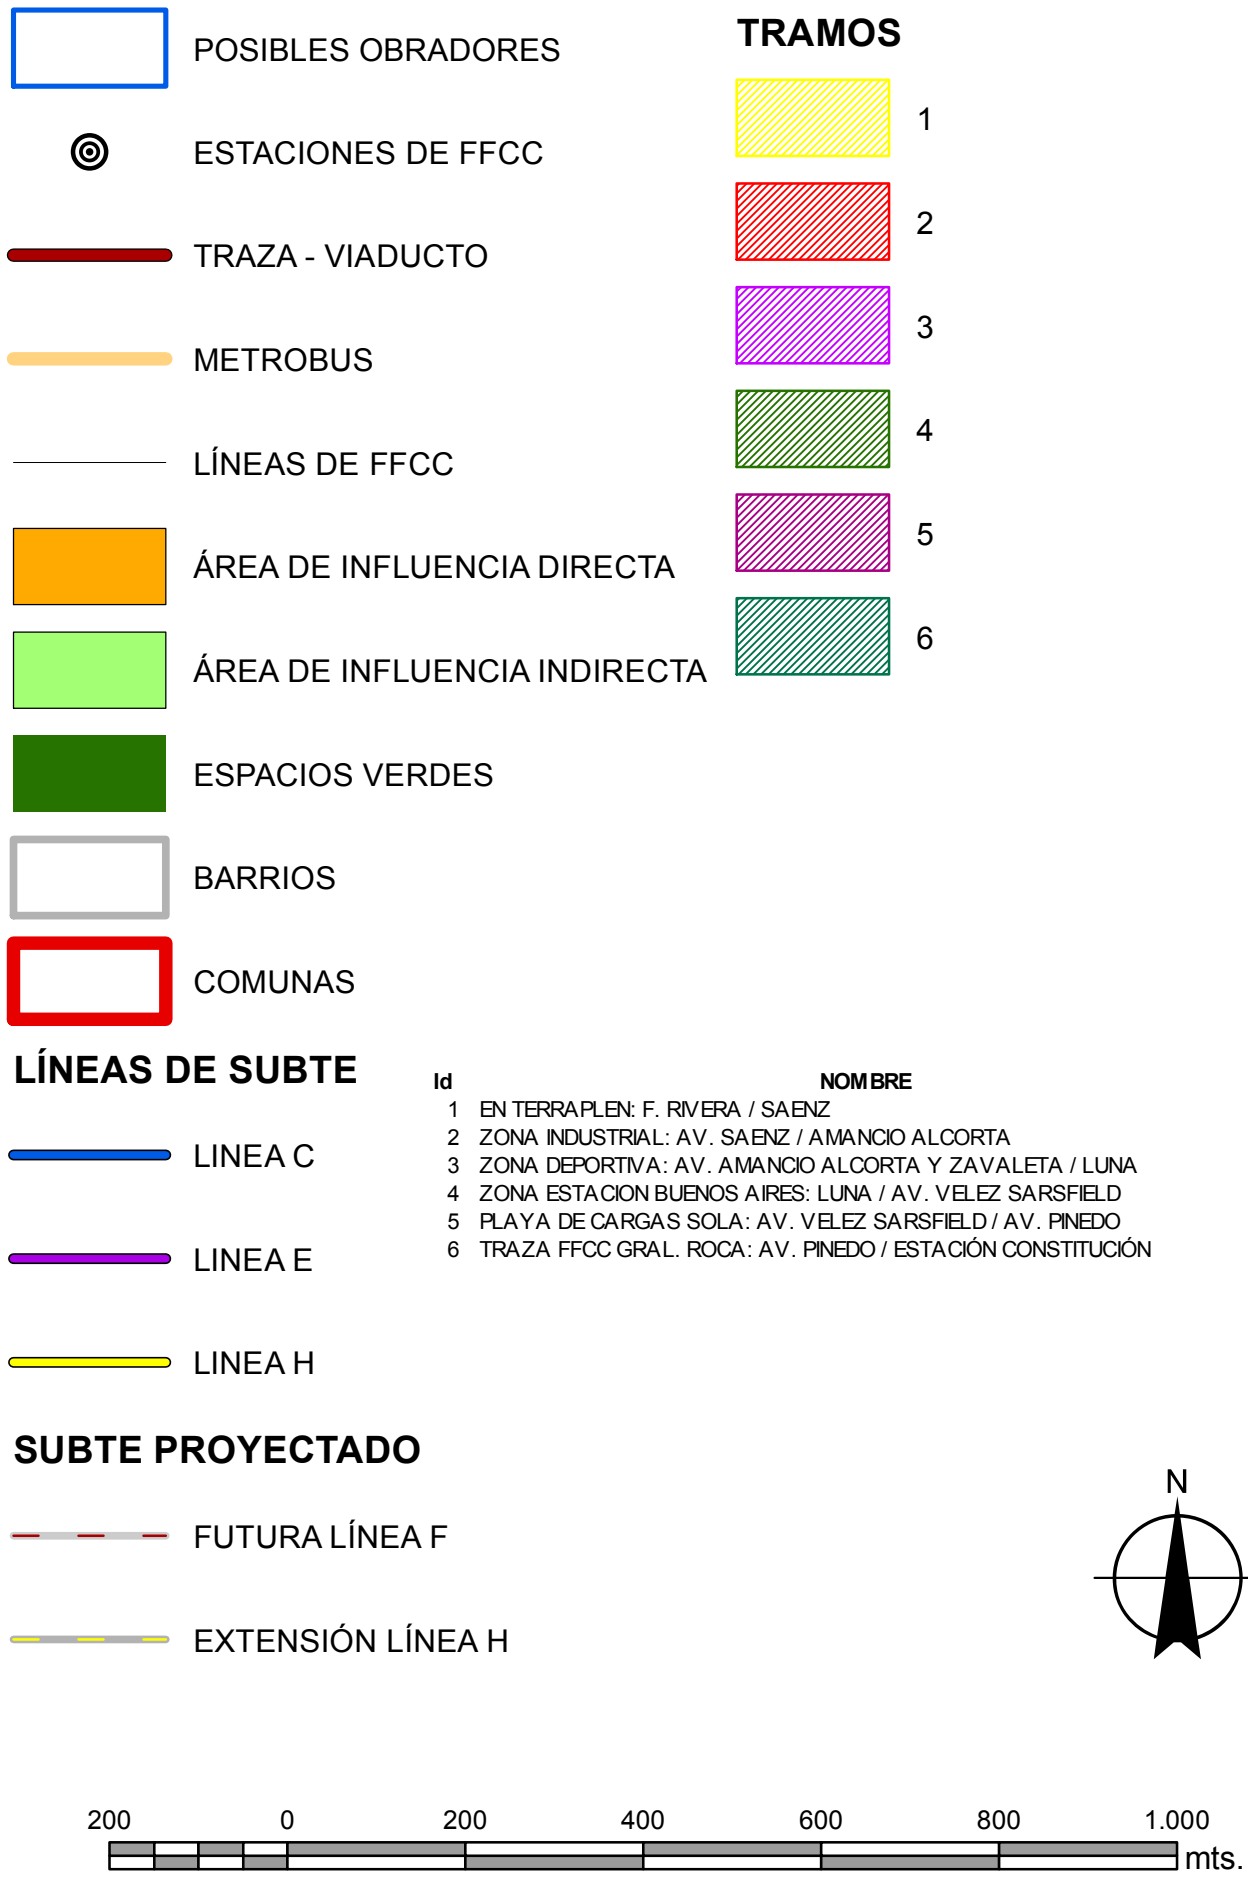 POSIBLES OBRADORES
ESTACIONES DE FFCC
TRAZA - VIADUCTO
METROBUS
LÍNEAS DE FFCC
ÁREA DE INFLUENCIA DIRECTA
ÁREA DE INFLUENCIA INDIRECTA
ESPACIOS VERDES
BARRIOS
COMUNAS
TRAMOS
1
2
3
4
5
6
LÍNEAS DE SUBTE
LINEA C
LINEA E
LINEA H
Id NOMBRE
1 EN TERRAPLEN: F. RIVERA / SAENZ
2 ZONA INDUSTRIAL: AV. SAENZ / AMANCIO ALCORTA
3 ZONA DEPORTIVA: AV. AMANCIO ALCORTA Y ZAVALETA / LUNA
4 ZONA ESTACION BUENOS AIRES: LUNA / AV. VELEZ SARSFIELD
5 PLAYA DE CARGAS SOLA: AV. VELEZ SARSFIELD / AV. PINEDO
6 TRAZA FFCC GRAL. ROCA: AV. PINEDO / ESTACIÓN CONSTITUCIÓN
SUBTE PROYECTADO
FUTURA LÍNEA F
EXTENSIÓN LÍNEA H
N
200 0 200 400 600 800 1.000
mts.